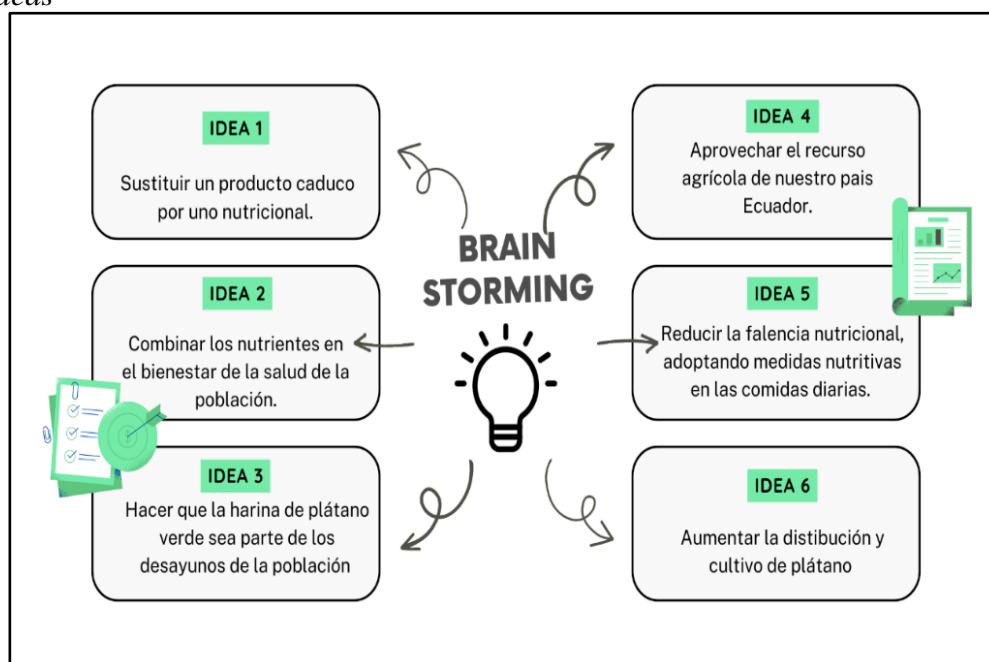 IDEA 1
Sustituir un producto caduco
por uno nutricional.
IDEA 2
Combinar los nutrientes en
el bienestar de la salud de la
población.
IDEA 3
Hacer que la harina de plátano
verde sea parte de los
desayunos de la población
BRAIN
STORMING
IDEA 4
Aprovechar el recurso
agrícola de nuestro pais
Ecuador.
IDEA 5
Reducir la falencia nutricional,
adoptando medidas nutritivas
en las comidas diarias.
IDEA 6
Aumentar la distibución y
cultivo de plátano